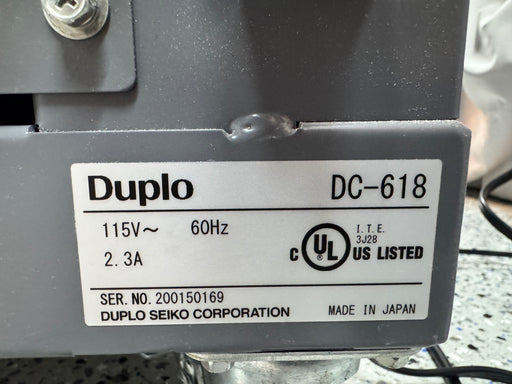 Duplo DC-618
115V~ 60Hz
2.3A
I.T.E.
3J28
C UL US LISTED
SER. NO. 200150169
DUPLO SEIKO CORPORATION MADE IN JAPAN